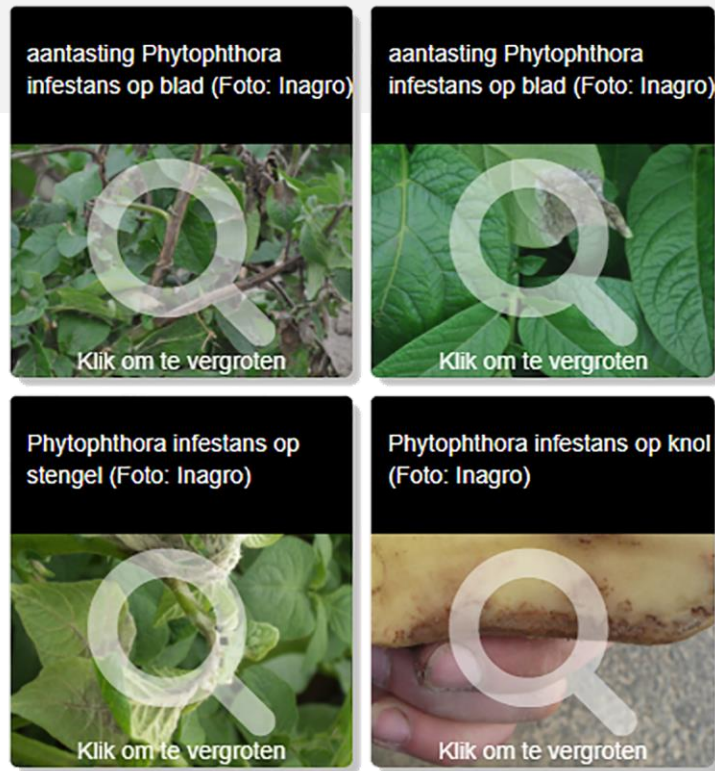 aantasting Phytophthora
infestans op blad (Foto: Inagro)
Klik om te vergroten
aantasting Phytophthora
infestans op blad (Foto: Inagro)
Klik om te vergroten
Phytophthora infestans op
stengel (Foto: Inagro)
Klik om te vergroten
Phytophthora infestans op knol
(Foto: Inagro)
Klik om te vergroten